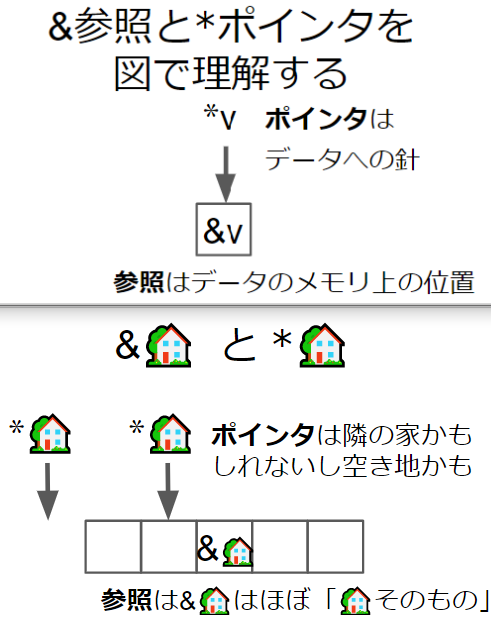 &参照と*ポインタを
図で理解する
*v ポインタは
データへの針
&v
参照はデータのメモリ上の位置
&🏡 と *🏡
*🏡 *🏡 ポインタは隣の家かも
しれないし空き地かも
&🏡
参照は&🏡はほぼ「🏡そのもの」